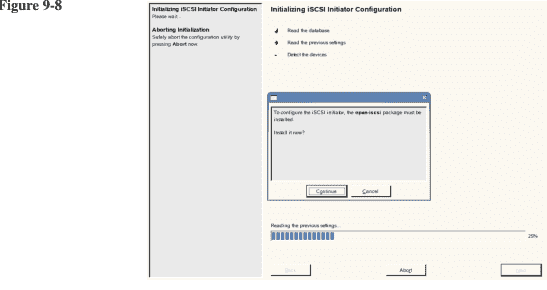 Figure 9-8
Initializing iSCSI Initiator Configuration
Please wait...
Aborting Initialization
Safely abort the configuration utility by
pressing Abort now.
Initializing iSCSI Initiator Configuration
Read the database
Read the previous settings
Detect the devices
To configure the iSCSI initiator, the open-iscsi package must be
installed.
Install it now?
Continue
Cancel
Reading the previous settings...
25%
Abort